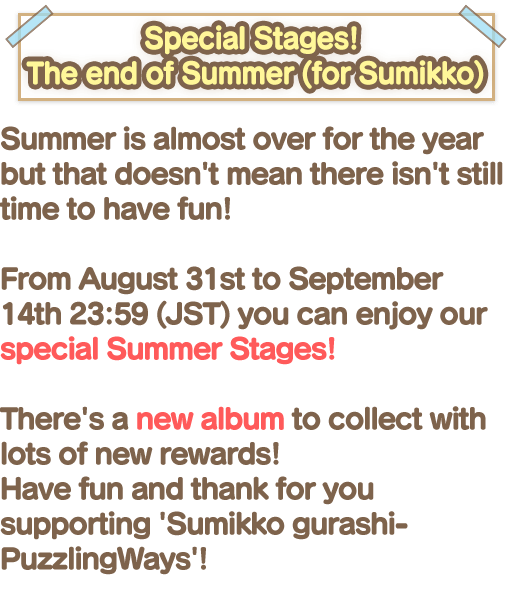 Special Stages!
The end of Summer (for Sumikko)
Summer is almost over for the year
but that doesn't mean there isn't still
time to have fun!
From August 31st to September
14th 23:59 (JST) you can enjoy our
special Summer Stages!
There's a new album to collect with
lots of new rewards!
Have fun and thank for you
supporting 'Sumikko gurashi-
PuzzlingWays'!